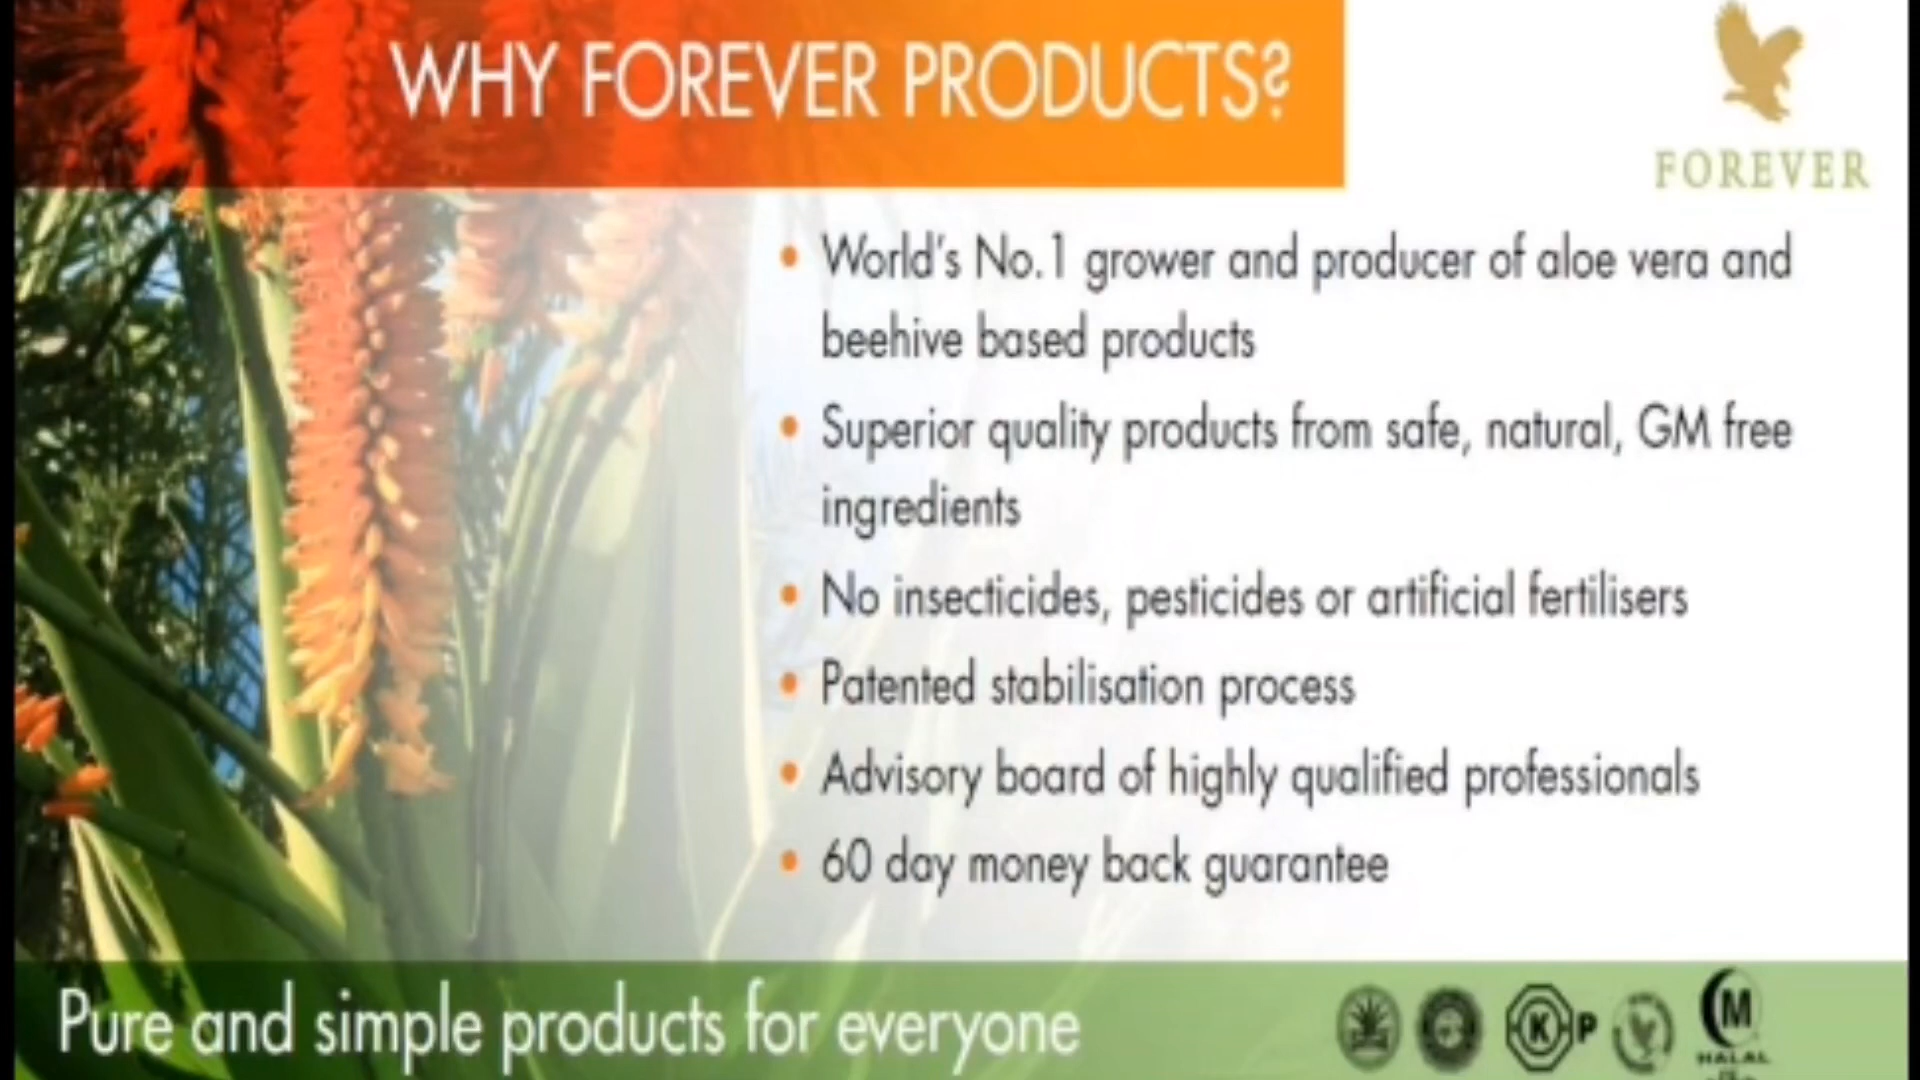 WHY FOREVER PRODUCTS?
FOREVER
• World's No.1 grower and producer of aloe vera and
beehive based products
• Superior quality products from safe, natural, GM free
ingredients
• No insecticides, pesticides or artificial fertilisers
• Patented stabilisation process
• Advisory board of highly qualified professionals
• 60 day money back guarantee
Pure and simple products for everyone
K P
M
HALAL